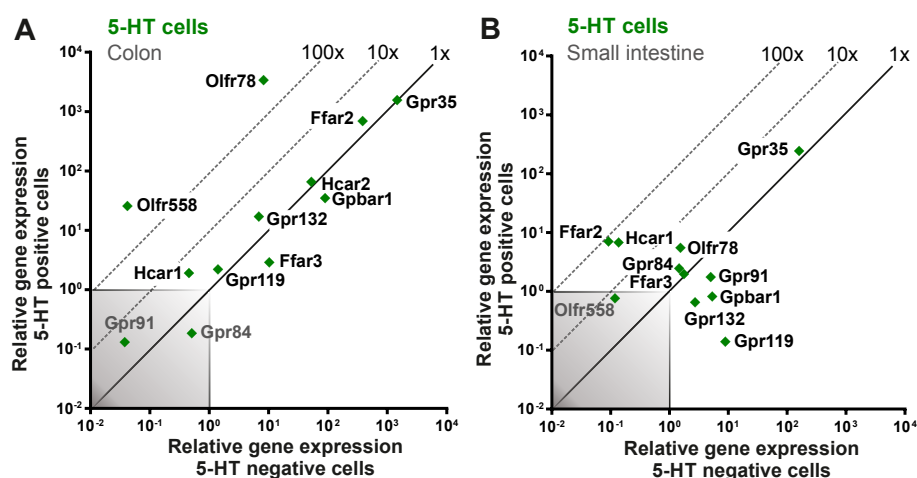 A
5-HT cells
Colon
100x
10x
1x
Relative gene expression
5-HT positive cells
10⁴
10³
10²
10¹
10⁰
10⁻¹
10⁻²
Olfr78
Gpr35
Ffar2
Hcar2
Gpbar1
Olfr558
Gpr132
Ffar3
Hcar1
Gpr119
Gpr91
Gpr84
10⁻² 10⁻¹ 10⁰ 10¹ 10² 10³ 10⁴
Relative gene expression
5-HT negative cells
B
5-HT cells
Small intestine
100x
10x
1x
Relative gene expression
5-HT positive cells
10⁴
10³
10²
10¹
10⁰
10⁻¹
10⁻²
Gpr35
Ffar2
Hcar1
Olfr78
Gpr84
Gpr91
Ffar3
Olfr558
Gpbar1
Gpr132
Gpr119
10⁻² 10⁻¹ 10⁰ 10¹ 10² 10³ 10⁴
Relative gene expression
5-HT negative cells